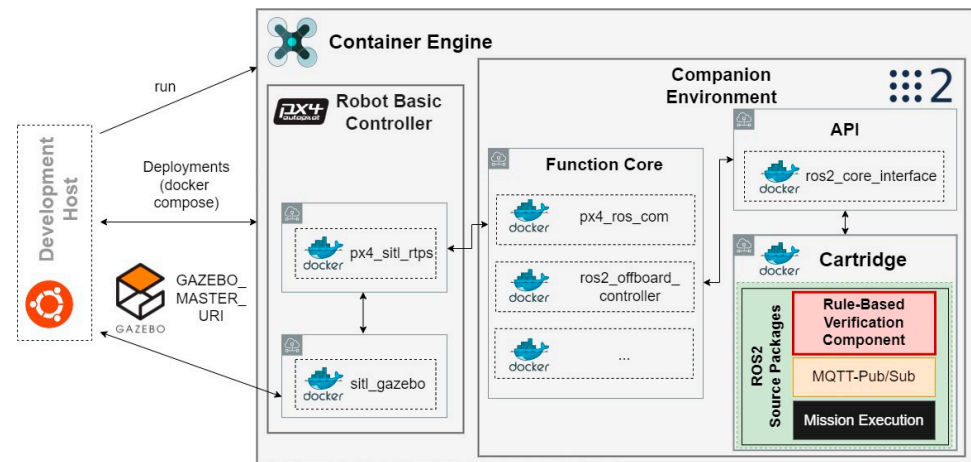 Container Engine
run
Development
Host
Deployments
(docker
compose)
GAZEBO
GAZEBO_
MASTER_
URI
px4
autopilot
Robot Basic
Controller
docker
px4_sitl_rtps
docker
sitl_gazebo
Companion
Environment
2
Function Core
docker
px4_ros_com
docker
ros2_offboard_
controller
docker
...
API
docker
ros2_core_interface
docker
Cartridge
ROS2
Source Packages
Rule-Based
Verification
Component
MQTT-Pub/Sub
Mission Execution